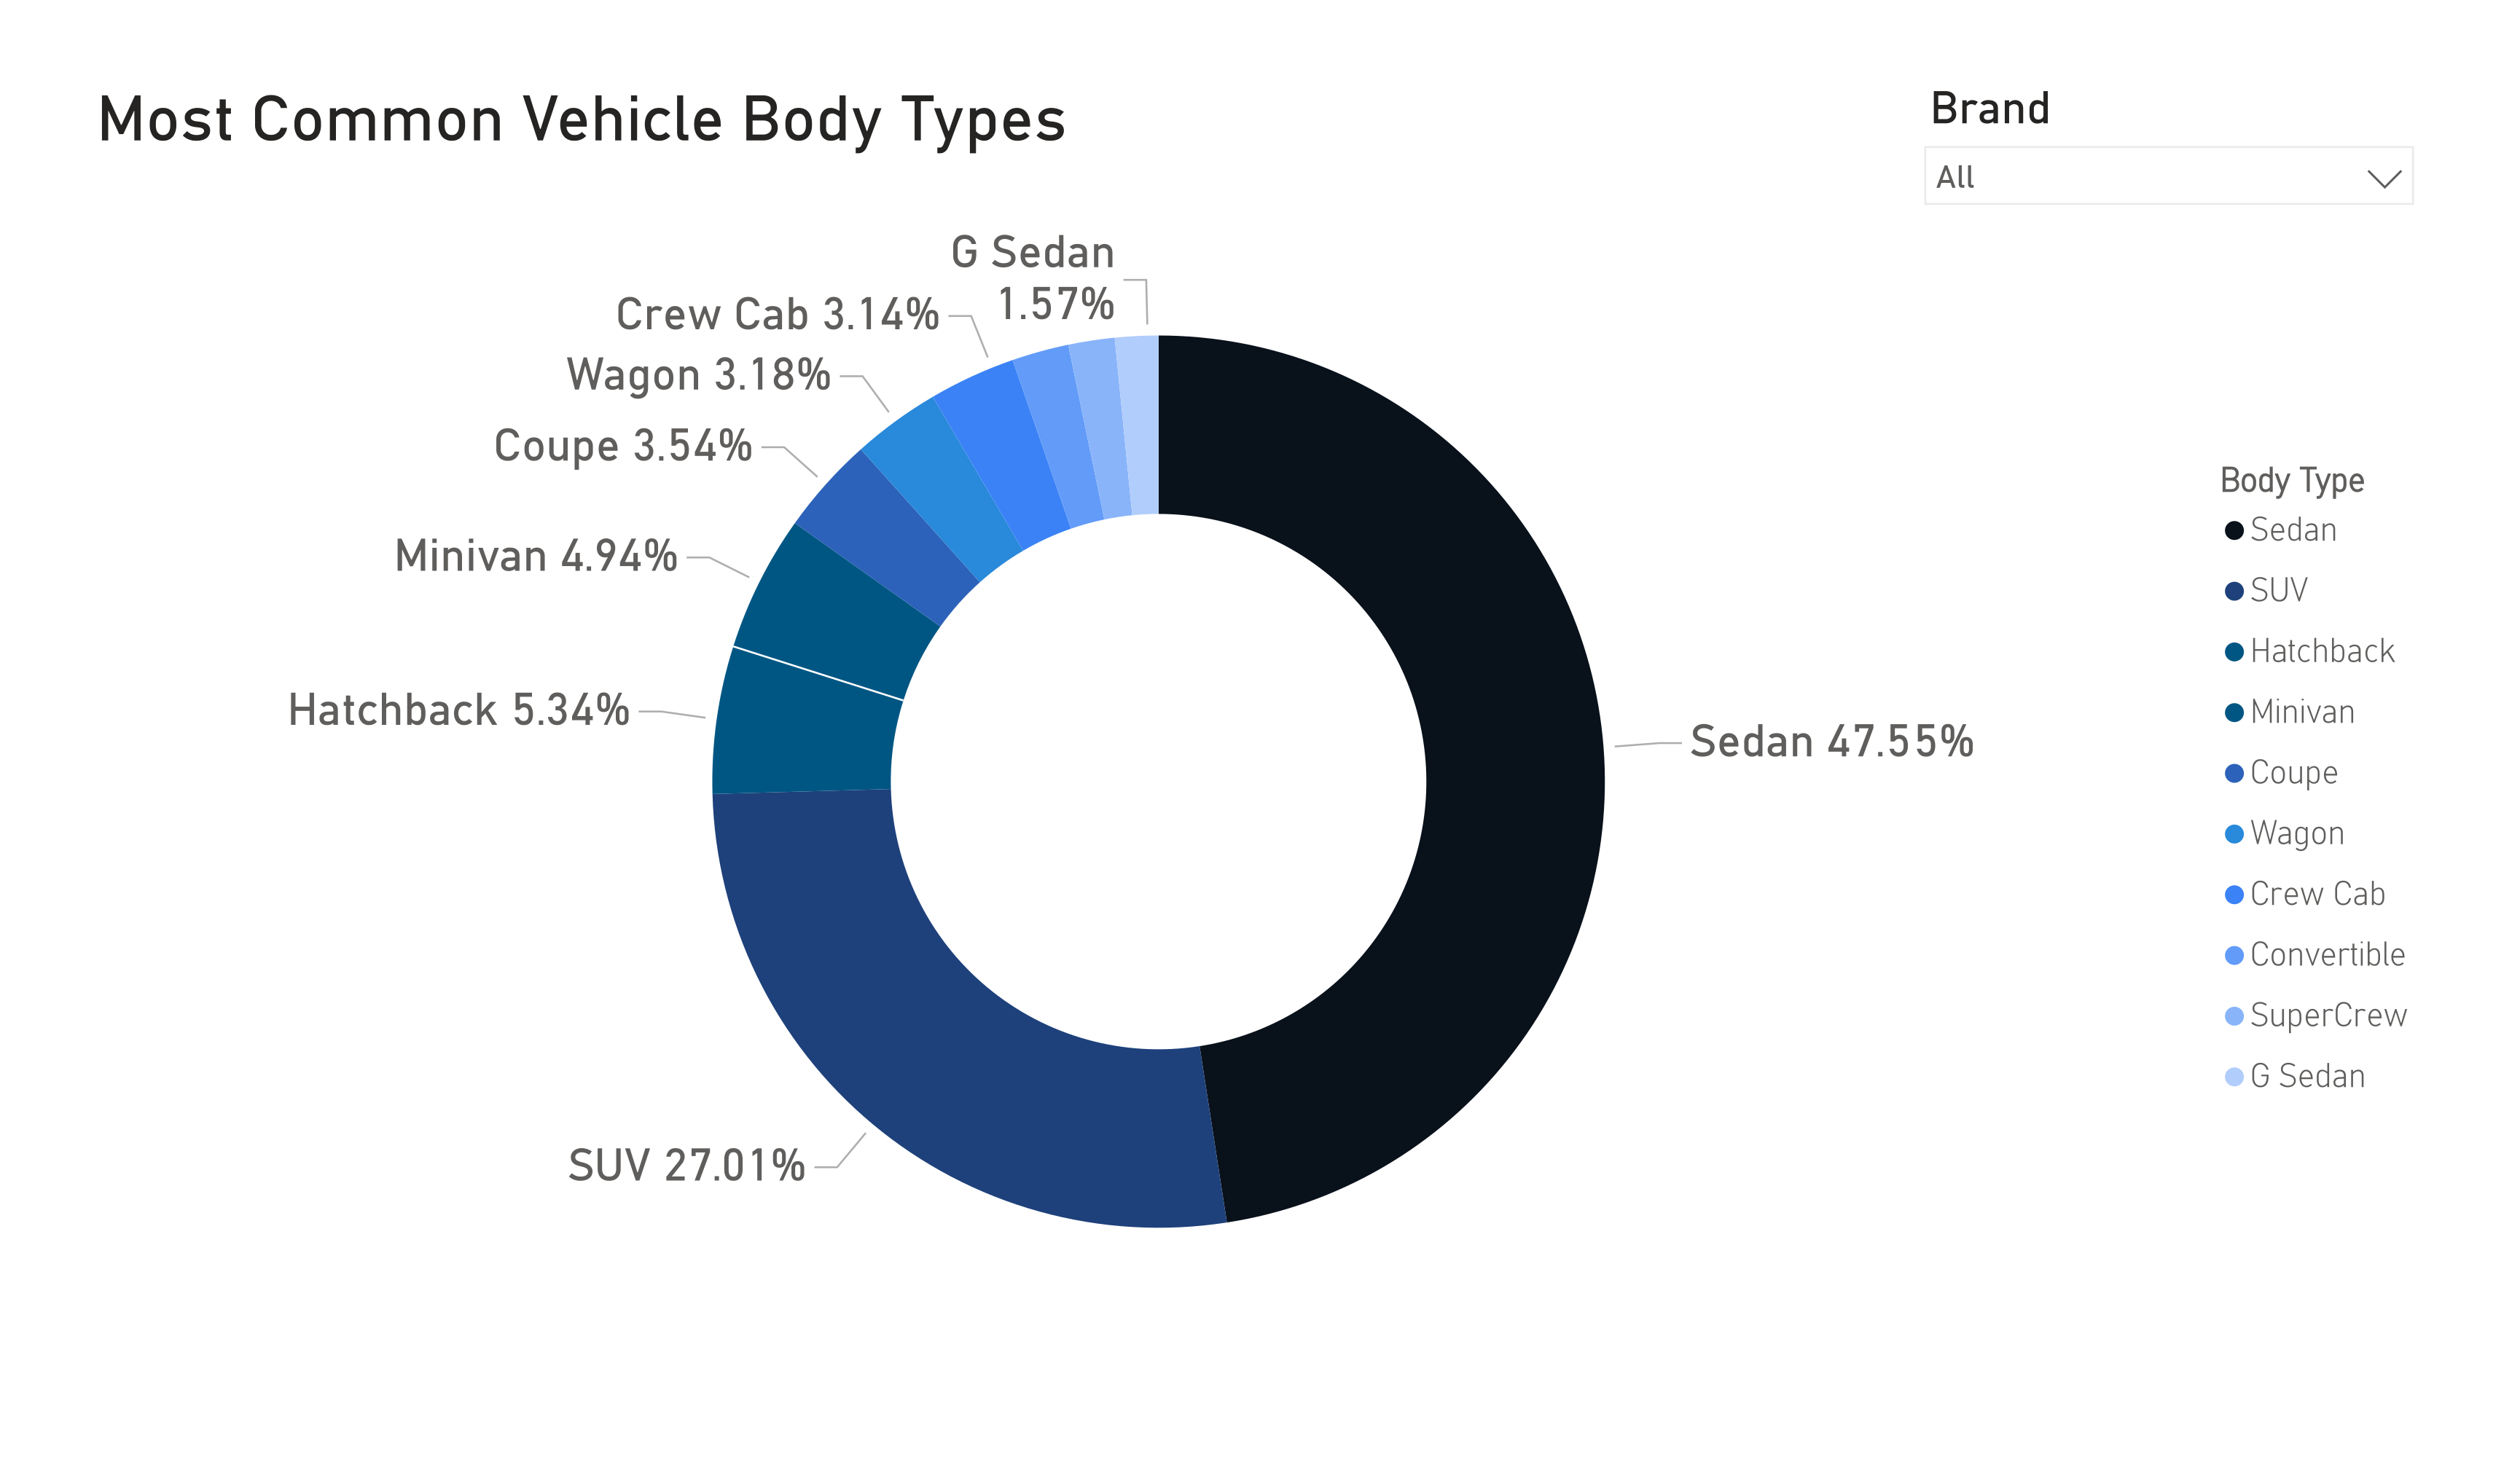 Most Common Vehicle Body Types
Brand
All
G Sedan
1.57%
Crew Cab 3.14%
Wagon 3.18%
Coupe 3.54%
Minivan 4.94%
Hatchback 5.34%
Sedan 47.55%
SUV 27.01%
Body Type
Sedan
SUV
Hatchback
Minivan
Coupe
Wagon
Crew Cab
Convertible
SuperCrew
G Sedan